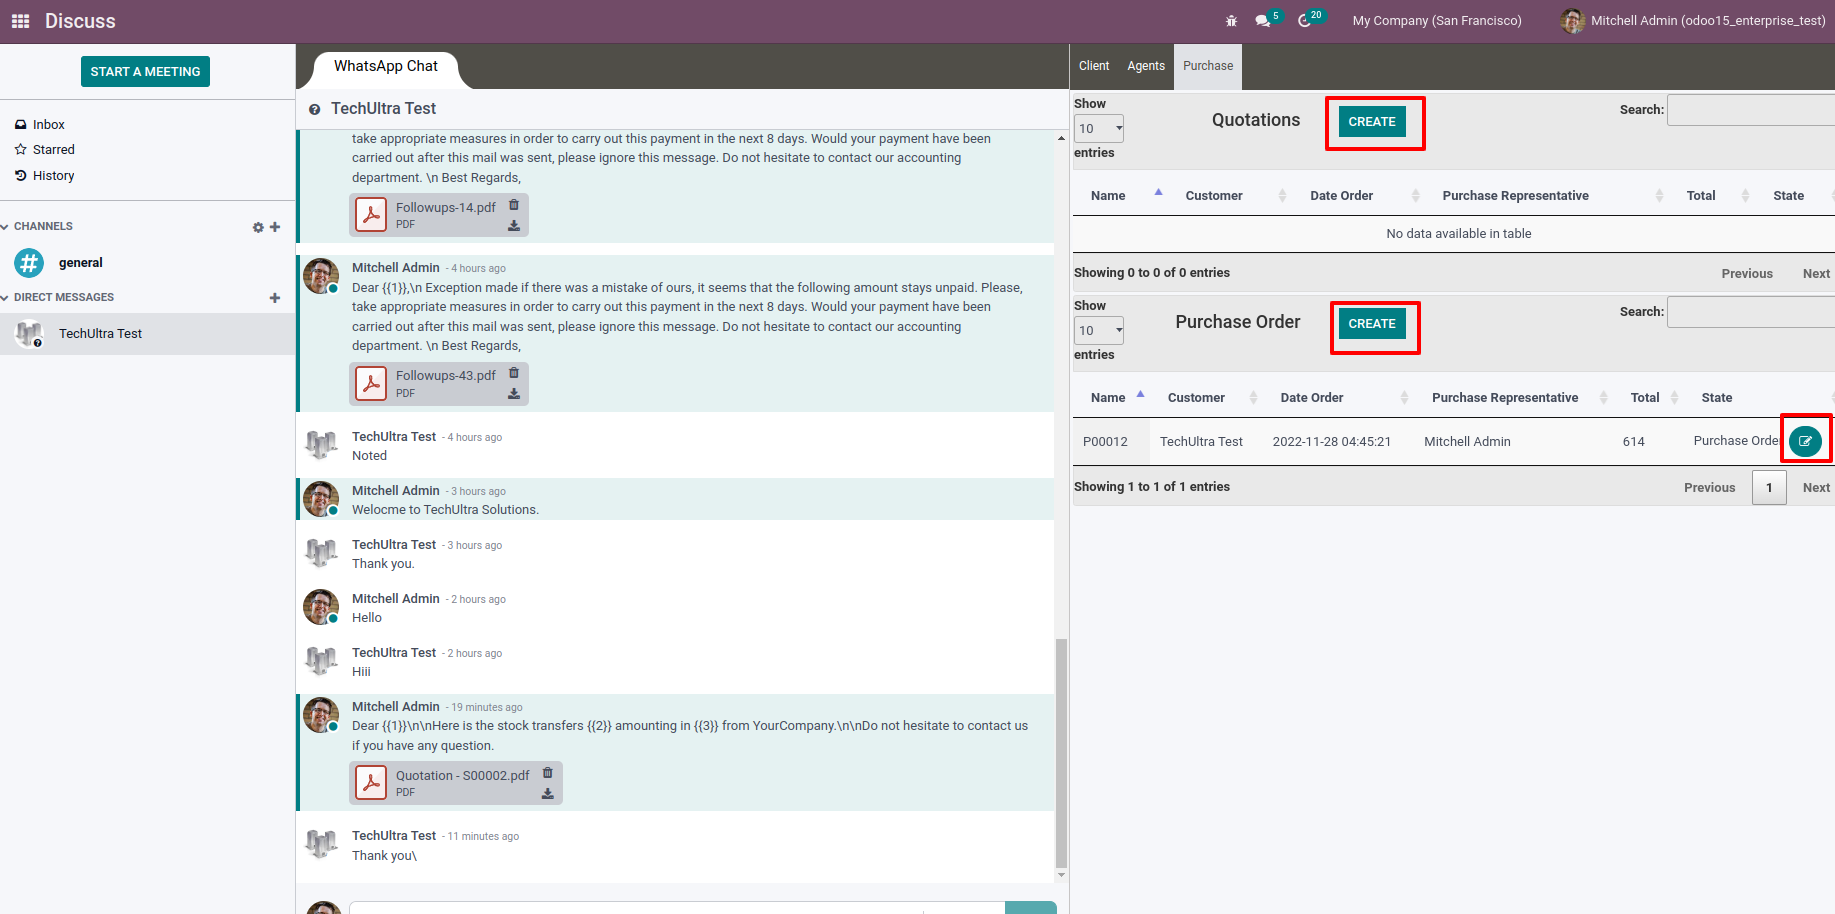 Discuss
5
20
My Company (San Francisco)
Mitchell Admin (odoo15_enterprise_test)
START A MEETING
Inbox
Starred
History
CHANNELS
general
DIRECT MESSAGES
TechUltra Test
WhatsApp Chat
TechUltra Test
take appropriate measures in order to carry out this payment in the next 8 days. Would your payment have been
carried out after this mail was sent, please ignore this message. Do not hesitate to contact our accounting
department. \n Best Regards,
Followups-14.pdf
PDF
Mitchell Admin - 4 hours ago
Dear {{1}},\n Exception made if there was a mistake of ours, it seems that the following amount stays unpaid. Please,
take appropriate measures in order to carry out this payment in the next 8 days. Would your payment have been
carried out after this mail was sent, please ignore this message. Do not hesitate to contact our accounting
department. \n Best Regards,
Followups-43.pdf
PDF
TechUltra Test - 4 hours ago
Noted
Mitchell Admin - 3 hours ago
Welocme to TechUltra Solutions.
TechUltra Test - 3 hours ago
Thank you.
Mitchell Admin - 2 hours ago
Hello
TechUltra Test - 2 hours ago
Hiii
Mitchell Admin - 19 minutes ago
Dear {{1}}\n\nHere is the stock transfers {{2}} amounting in {{3}} from YourCompany.\n\nDo not hesitate to contact us
if you have any question.
Quotation - S00002.pdf
PDF
TechUltra Test - 11 minutes ago
Thank you\
Client Agents Purchase
Show
10
entries
Quotations
CREATE
Search:
Name Customer Date Order Purchase Representative Total State
No data available in table
Showing 0 to 0 of 0 entries
Previous Next
Show
10
entries
Purchase Order
CREATE
Search:
Name Customer Date Order Purchase Representative Total State
P00012 TechUltra Test 2022-11-28 04:45:21 Mitchell Admin 614 Purchase Order
Showing 1 to 1 of 1 entries
Previous 1 Next